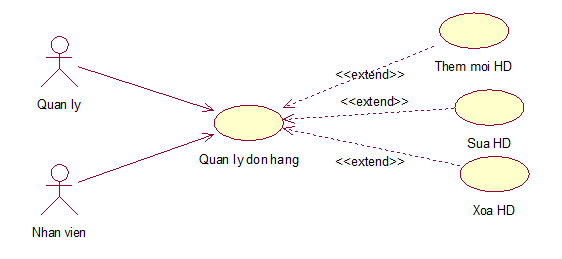 Them moi HD
<<extend>>
Quan ly
<<extend>>
Sua HD
Quan ly don hang
<<extend>>
Xoa HD
Nhan vien